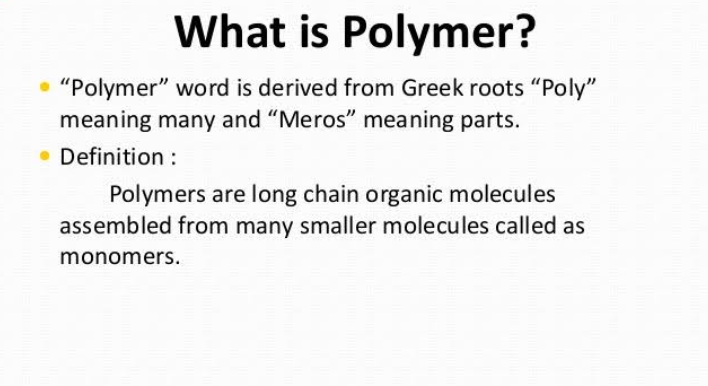 What is Polymer?
• “Polymer” word is derived from Greek roots “Poly”
meaning many and “Meros” meaning parts.
• Definition :
Polymers are long chain organic molecules
assembled from many smaller molecules called as
monomers.